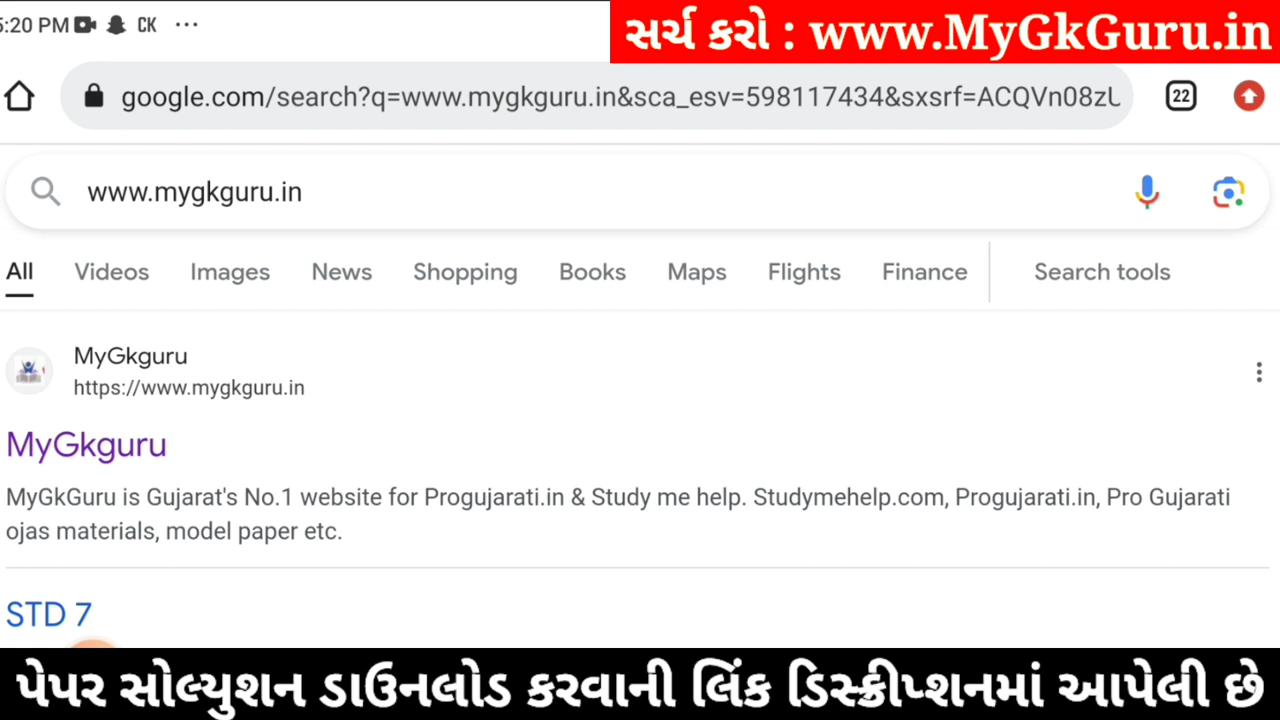 5:20 PM CK ...
સર્ચ કરો : www.MyGkGuru.in
google.com/search?q=www.mygkguru.in&sca_esv=598117434&sxsrf=ACQVn08zU
22
www.mygkguru.in
All Videos Images News Shopping Books Maps Flights Finance Search tools
MyGkguru
https://www.mygkguru.in
MyGkguru
MyGkGuru is Gujarat's No.1 website for Progujarati.in & Study me help. Studymehelp.com, Progujarati.in, Pro Gujarati
ojas materials, model paper etc.
STD 7
પેપર સોલ્યુશન ડાઉનલોડ કરવાની લિંક ડિસ્ક્રીપ્શનમાં આપેલી છે